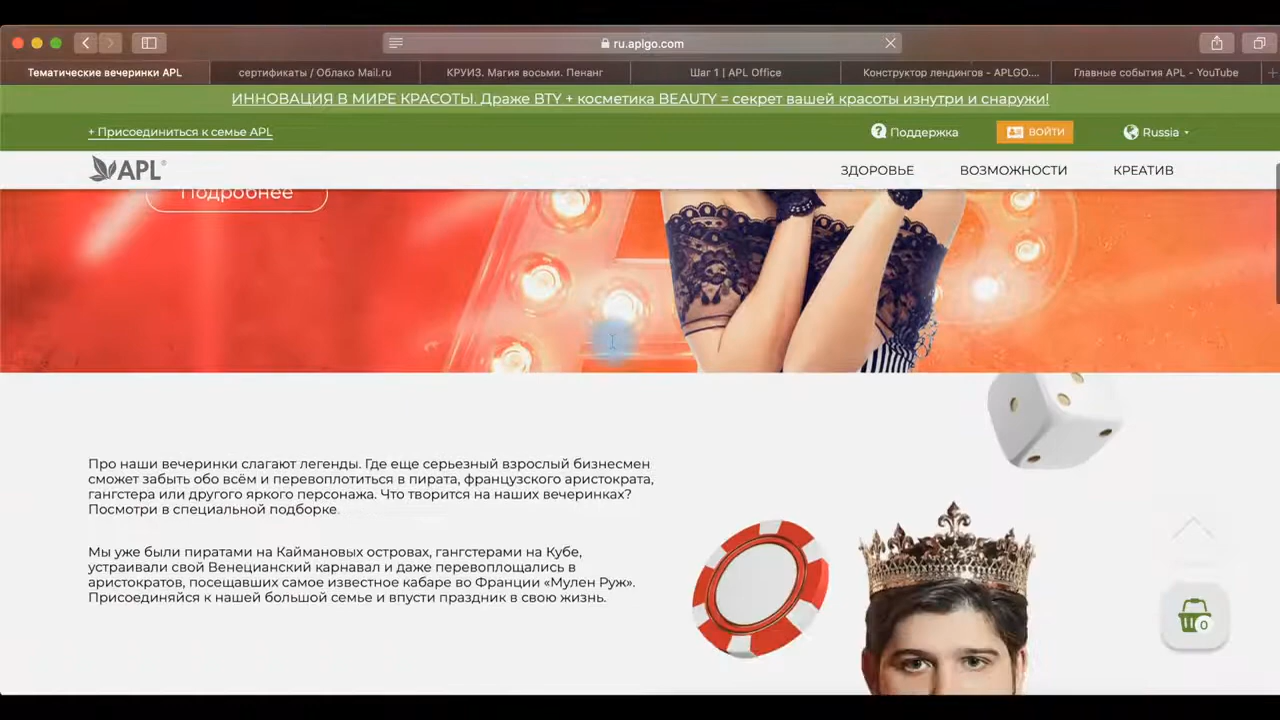 ru.aplgo.com
Тематические вечеринки APL
сертификаты / Облако Mail.ru
КРУИЗ. Магия восьми. Пенанг
Шаг 1 | APL Office
Конструктор лендингов - APLGO....
Главные события APL - YouTube
ИННОВАЦИЯ В МИРЕ КРАСОТЫ. Драже BTY + косметика BEAUTY = секрет вашей красоты изнутри и снаружи!
+ Присоединиться к семье APL
Поддержка
ВОЙТИ
Russia
APL®
ЗДОРОВЬЕ
ВОЗМОЖНОСТИ
КРЕАТИВ
Подробнее
Про наши вечеринки слагают легенды. Где еще серьезный взрослый бизнесмен
сможет забыть обо всём и перевоплотиться в пирата, французского аристократа,
гангстера или другого яркого персонажа. Что творится на наших вечеринках?
Посмотри в специальной подборке.
Мы уже были пиратами на Каймановых островах, гангстерами на Кубе,
устраивали свой Венецианский карнавал и даже перевоплощались в
аристократов, посещавших самое известное кабаре во Франции «Мулен Руж».
Присоединяйся к нашей большой семье и впусти праздник в свою жизнь.
0